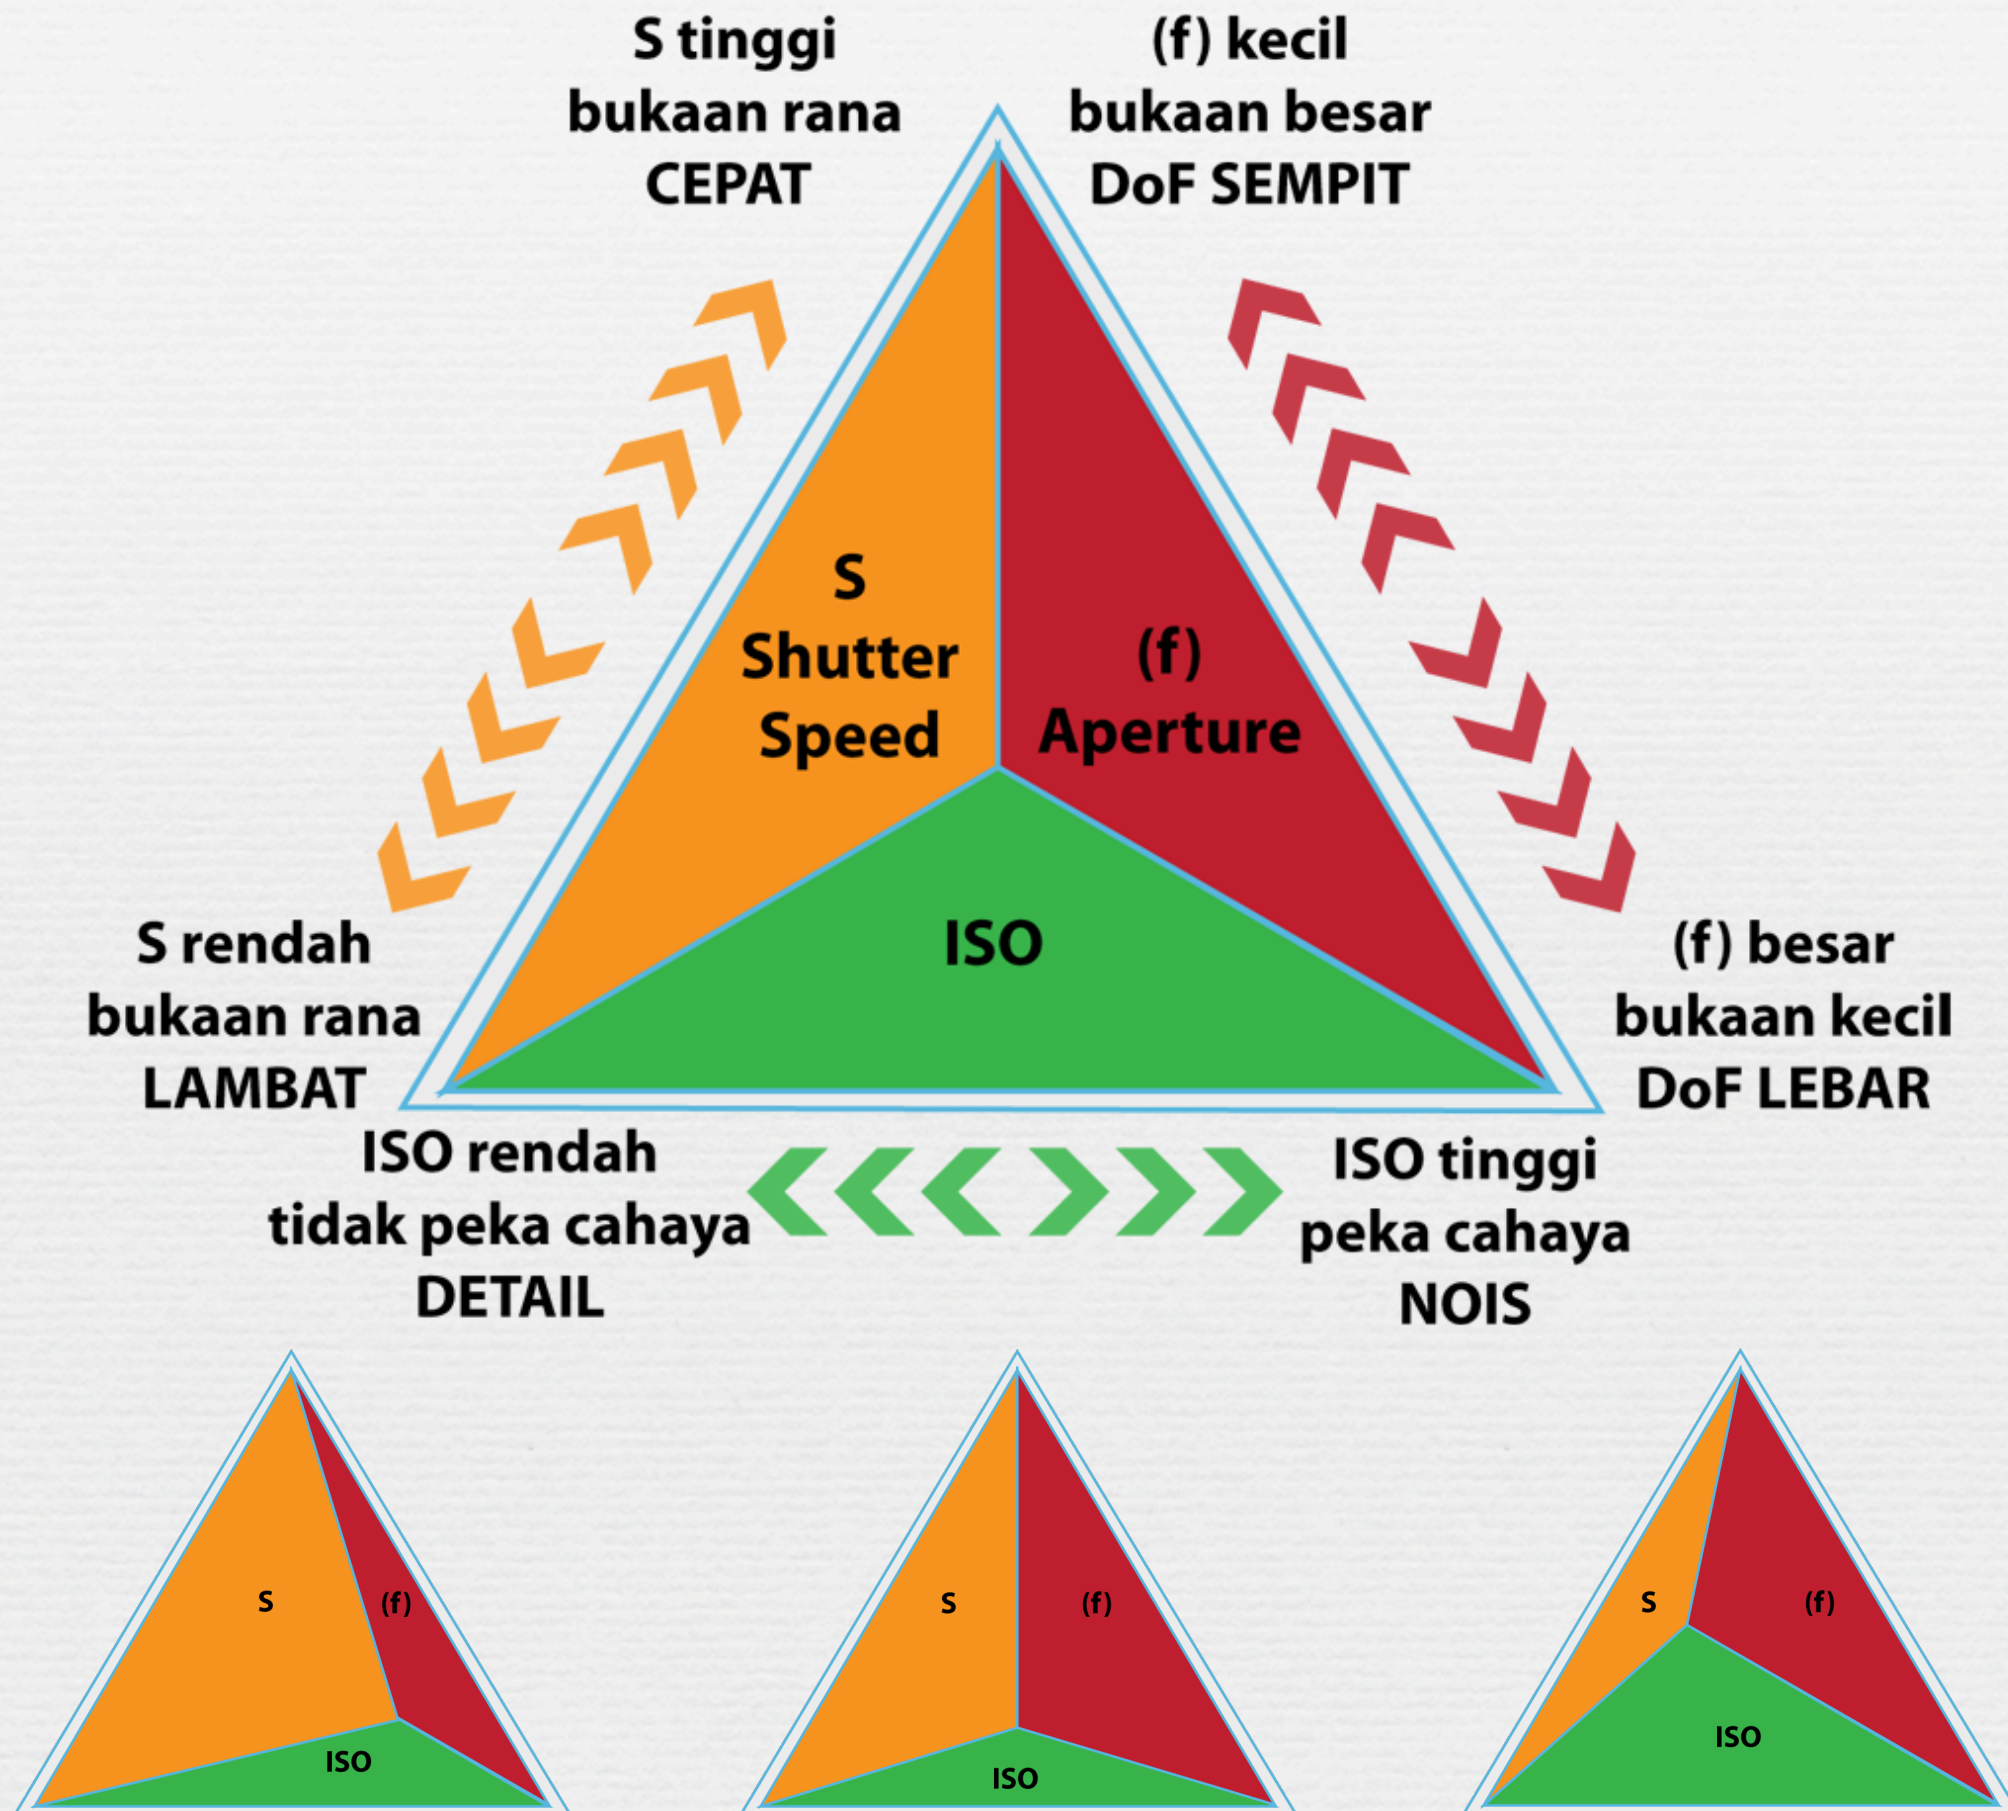 S tinggi
bukaan rana
CEPAT
(f) kecil
bukaan besar
DoF SEMPIT
S
Shutter
Speed
(f)
Aperture
ISO
S rendah
bukaan rana
LAMBAT
(f) besar
bukaan kecil
DoF LEBAR
ISO rendah
tidak peka cahaya
DETAIL
ISO tinggi
peka cahaya
NOIS
S
(f)
ISO
S
(f)
ISO
S
(f)
ISO